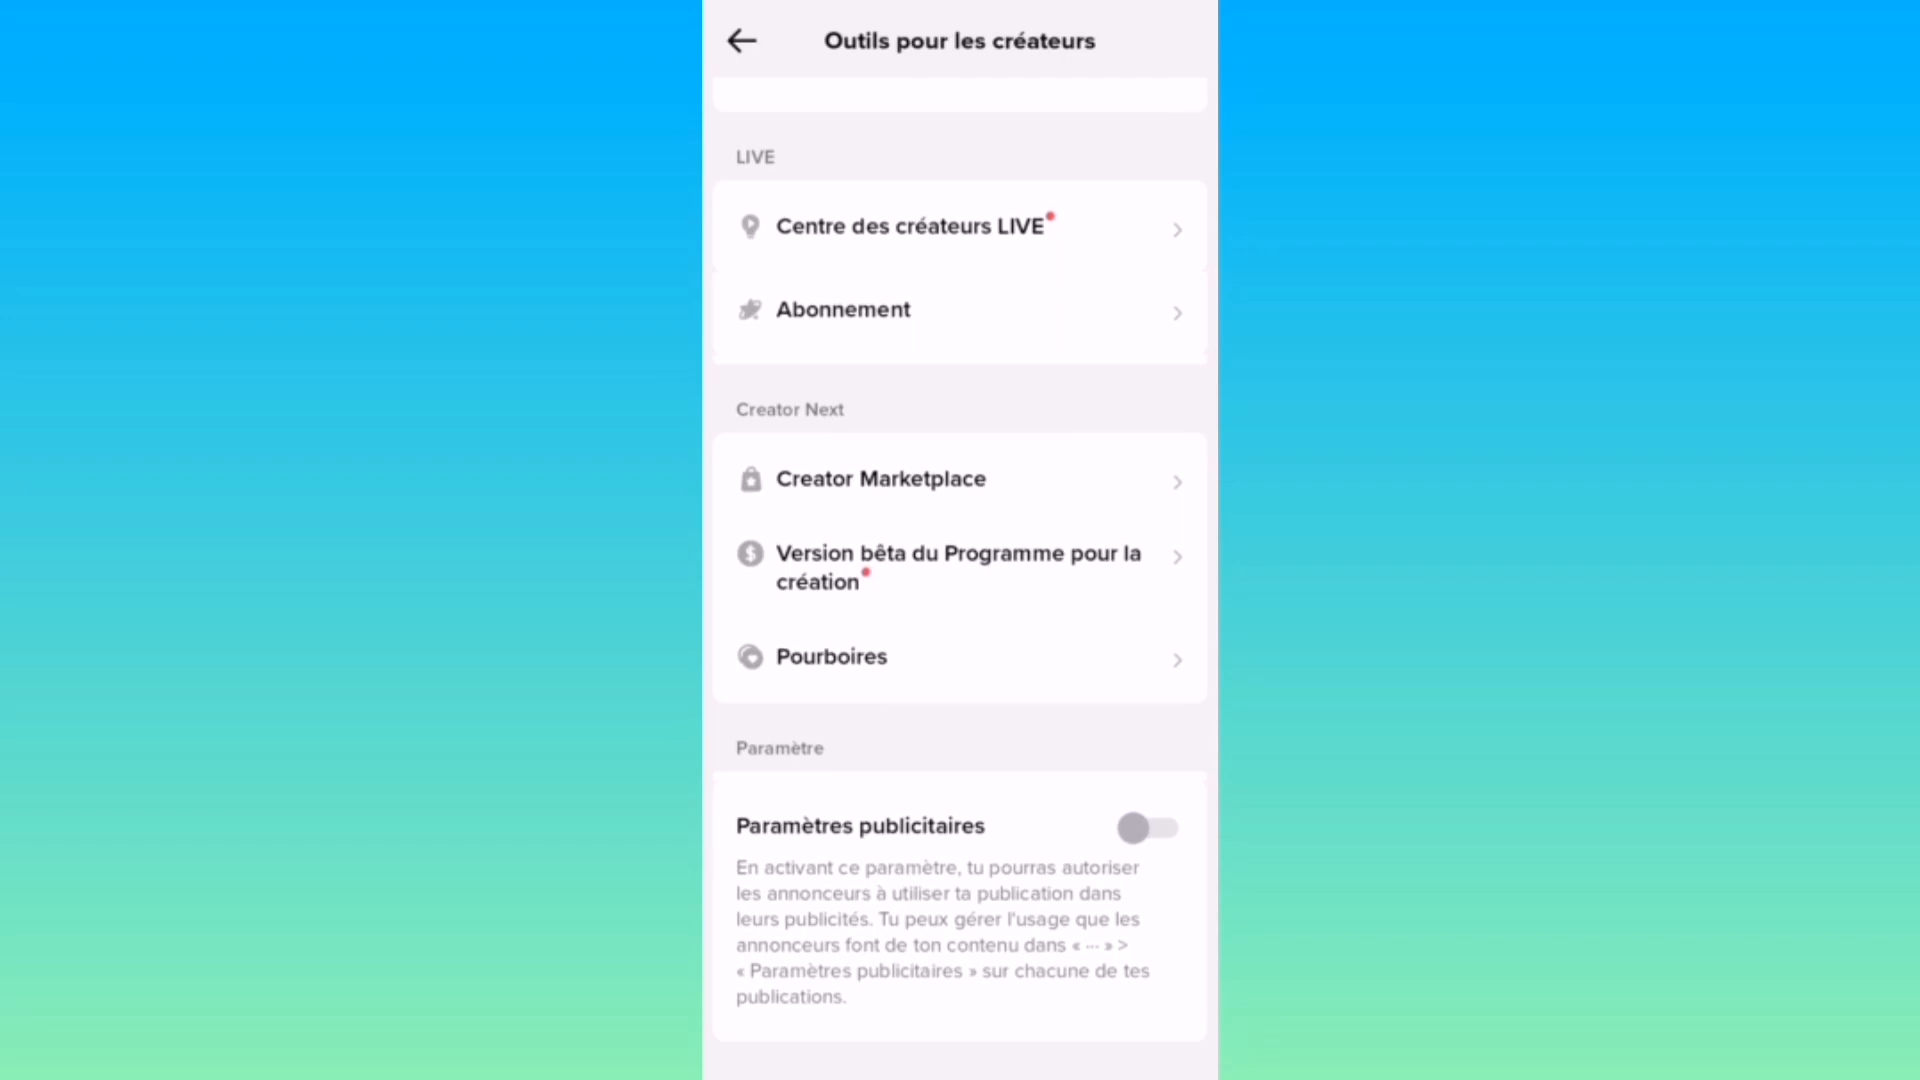 Outils pour les créateurs
LIVE
Centre des créateurs LIVE
Abonnement
Creator Next
Creator Marketplace
Version bêta du Programme pour la
création
Pourboires
Paramètre
Paramètres publicitaires
En activant ce paramètre, tu pourras autoriser
les annonceurs à utiliser ta publication dans
leurs publicités. Tu peux gérer l'usage que les
annonceurs font de ton contenu dans « ··· » >
« Paramètres publicitaires » sur chacune de tes
publications.